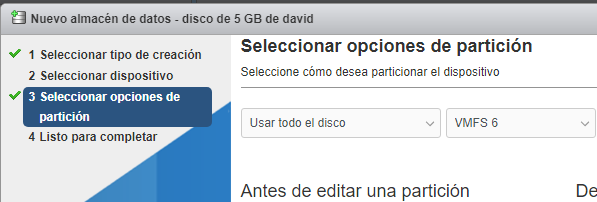 Nuevo almacén de datos - disco de 5 GB de david
1 Seleccionar tipo de creación
2 Seleccionar dispositivo
3 Seleccionar opciones de
partición
4 Listo para completar
Seleccionar opciones de partición
Seleccione cómo desea particionar el dispositivo
Usar todo el disco
VMFS 6
Antes de editar una partición
De